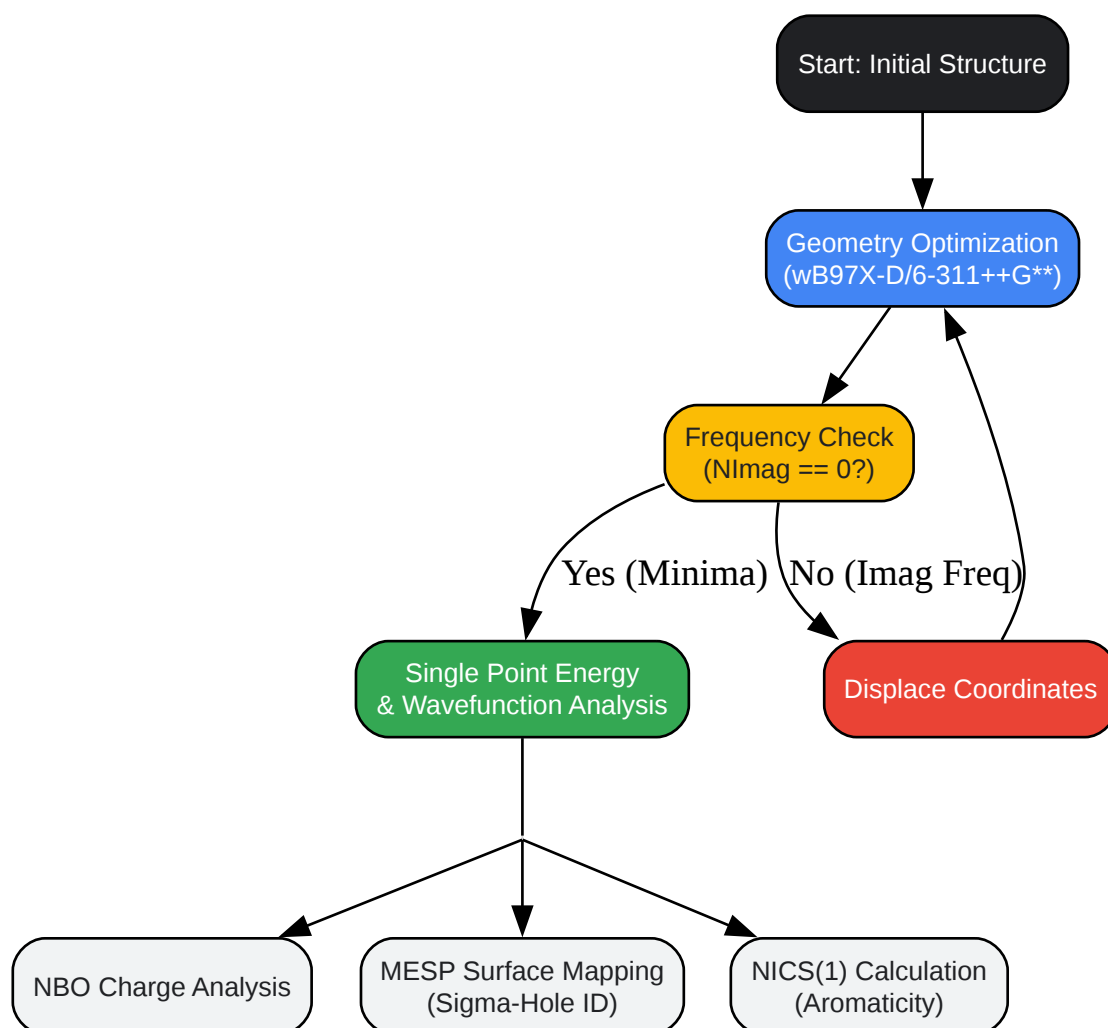 Start: Initial Structure
Geometry Optimization
(wB97X-D/6-311++G**)
Frequency Check
(NImag == 0?)
Yes (Minima)
No (Imag Freq)
Single Point Energy
& Wavefunction Analysis
Displace Coordinates
NBO Charge Analysis
MESP Surface Mapping
(Sigma-Hole ID)
NICS(1) Calculation
(Aromaticity)